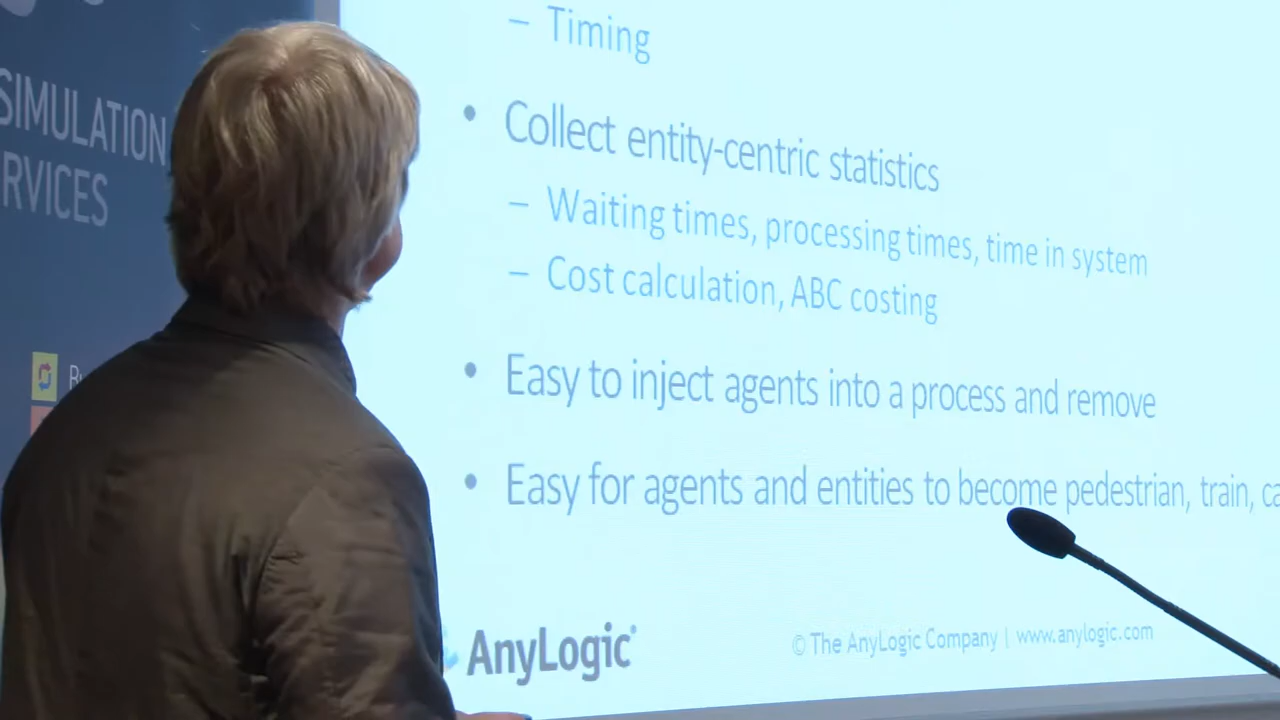 SIMULATION
– Timing
• Collect entity-centric statistics
– Waiting times, processing times, time in system
– Cost calculation, ABC costing
• Easy to inject agents into a process and remove
• Easy for agents and entities to become pedestrian, train,
AnyLogic®
© The AnyLogic Company | www.anylogic.com